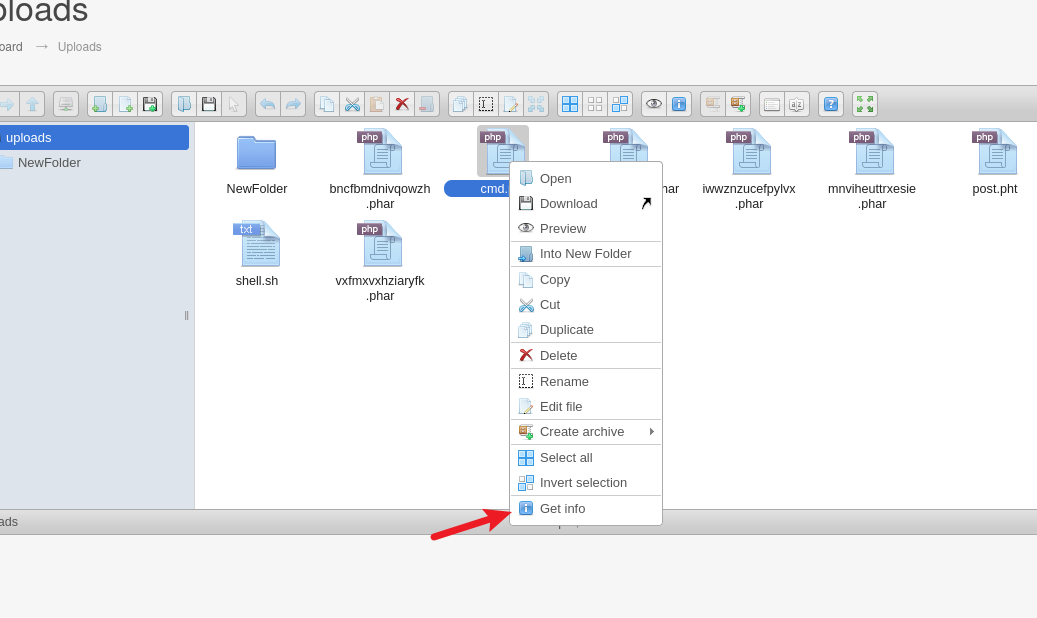 oloads
oard → Uploads
uploads
NewFolder
php
php
php
php
php
php
NewFolder
bncfbmdnivqowzh
.phar
cmd.
har
iwwznzucefpylvx
.phar
mnviheuttrxesie
.phar
post.pht
txt
php
shell.sh
vxfmxvxhziaryfk
.phar
Open
Download
Preview
Into New Folder
Copy
Cut
Duplicate
Delete
Rename
Edit file
Create archive
Select all
Invert selection
Get info
ads